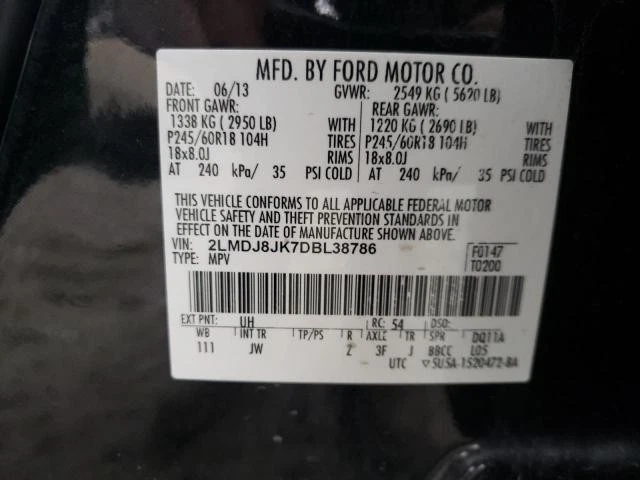 MFD. BY FORD MOTOR CO.
DATE: 06/13 GVWR: 2549 KG ( 5620 LB)
FRONT GAWR: REAR GAWR:
1338 KG ( 2950 LB) WITH 1220 KG ( 2690 LB) WITH
P245/60R18 104H TIRES P245/60R18 104H TIRES
18x8.0J RIMS 18x8.0J RIMS
AT 240 kPa/ 35 PSI COLD AT 240 kPa/ 35 PSI COLD
THIS VEHICLE CONFORMS TO ALL APPLICABLE FEDERAL MOTOR
VEHICLE SAFETY AND THEFT PREVENTION STANDARDS IN
EFFECT ON THE DATE OF MANUFACTURE SHOWN ABOVE.
VIN: 2LMDJ8JK7DBL38786 F0147
TYPE: MPV T0200
EXT PNT: UH RC: 54 DSO:
WB INT TR TP/PS R AXLE TR SPR DQ11A
111 JW Z 3F J BBCC L0S
UTC ▽5U5A-1520472-BA